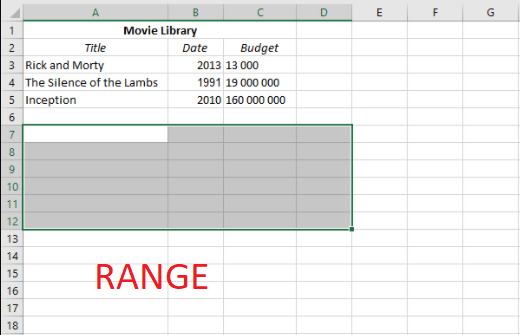 A B C D E F G
1 Movie Library
2 Title Date Budget
3 Rick and Morty 2013 13 000
4 The Silence of the Lambs 1991 19 000 000
5 Inception 2010 160 000 000
6
7
8
9
10
11
12
13
14
15
RANGE
16
17
18